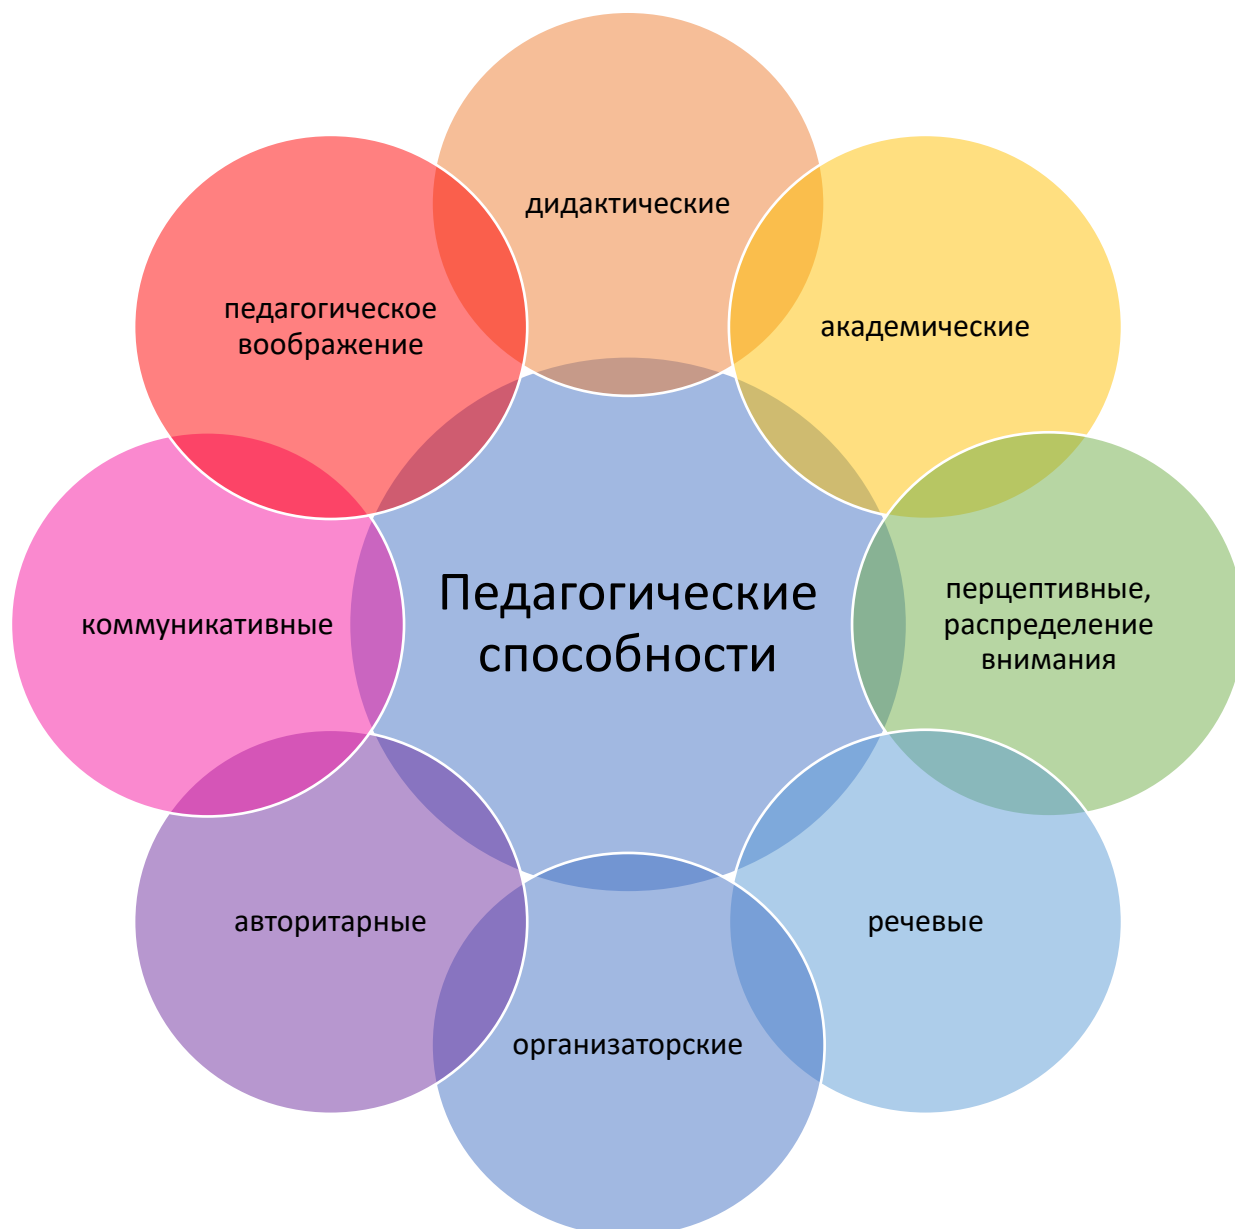 дидактические
педагогическое
воображение
академические
Педагогические
способности
перцептивные,
распределение
внимания
коммуникативные
авторитарные
речевые
организаторские